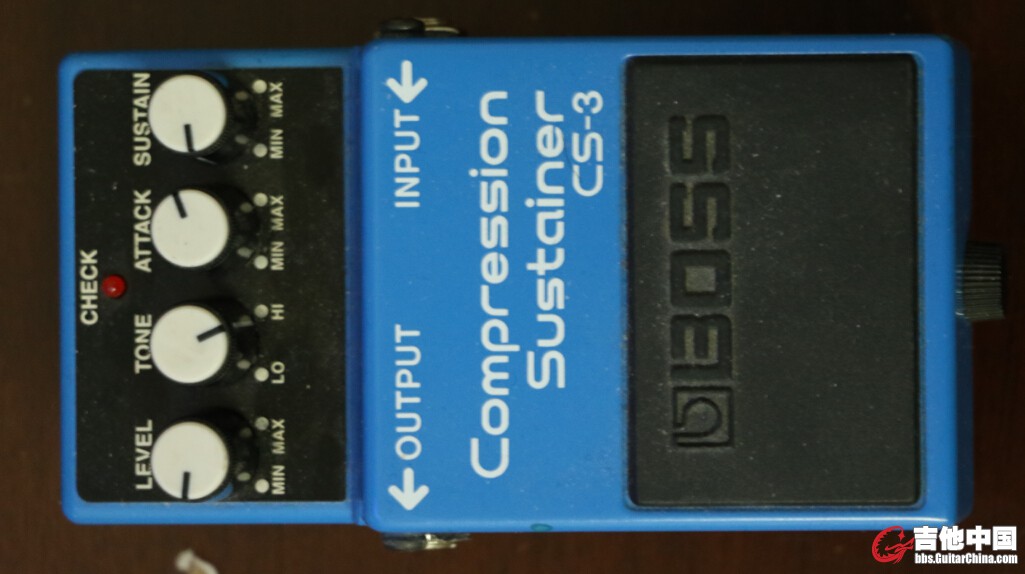 CHECK
LEVEL
TONE
ATTACK
SUSTAIN
MIN MAX
LO HI
MIN MAX
MIN MAX
←OUTPUT
INPUT←
Compression
Sustainer
CS-3
BOSS
吉他中国
bbs.GuitarChina.com